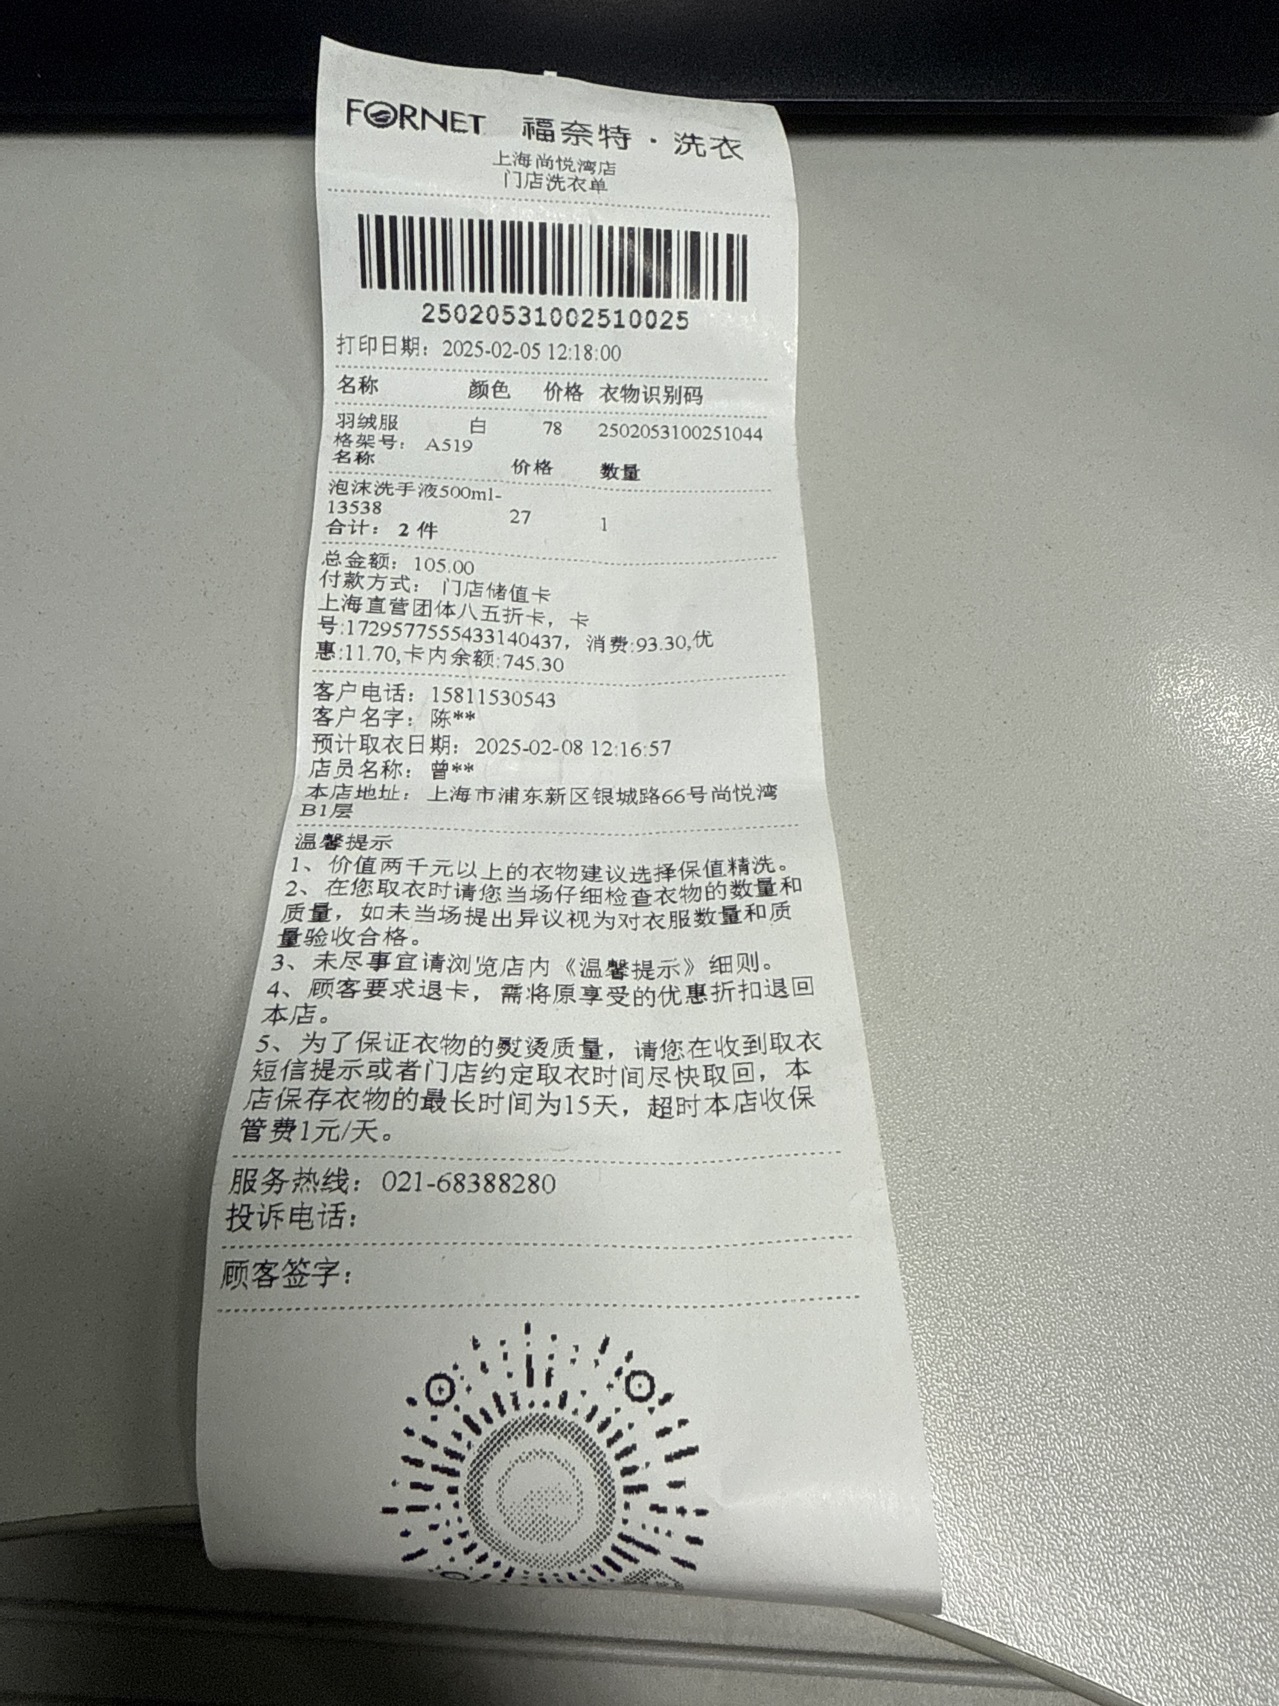 FORNET 福奈特·洗衣
上海尚悦湾店
门店洗衣单
25020531002510025
打印日期：2025-02-05 12:18:00
名称 颜色 价格 衣物识别码
羽绒服 白 78 2502053100251044
格架号： A519
名称 价格 数量
泡沫洗手液500ml-
13538 27 1
合计： 2 件
总金额：105.00
付款方式： 门店储值卡
上海直营团体八五折卡，卡
号:1729577555433140437，消费:93.30,优
惠:11.70,卡内余额:745.30
客户电话：15811530543
客户名字：陈**
预计取衣日期：2025-02-08 12:16:57
店员名称：曾**
本店地址：上海市浦东新区银城路66号尚悦湾
B1层
温馨提示
1、价值两千元以上的衣物建议选择保值精洗。
2、在您取衣时请您当场仔细检查衣物的数量和
质量，如未当场提出异议视为对衣服数量和质
量验收合格。
3、未尽事宜请浏览店内《温馨提示》细则。
4、顾客要求退卡，需将原享受的优惠折扣退回
本店。
5、为了保证衣物的熨烫质量，请您在收到取衣
短信提示或者门店约定取衣时间尽快取回，本
店保存衣物的最长时间为15天，超时本店收保
管费1元/天。
服务热线：021-68388280
投诉电话：
顾客签字：